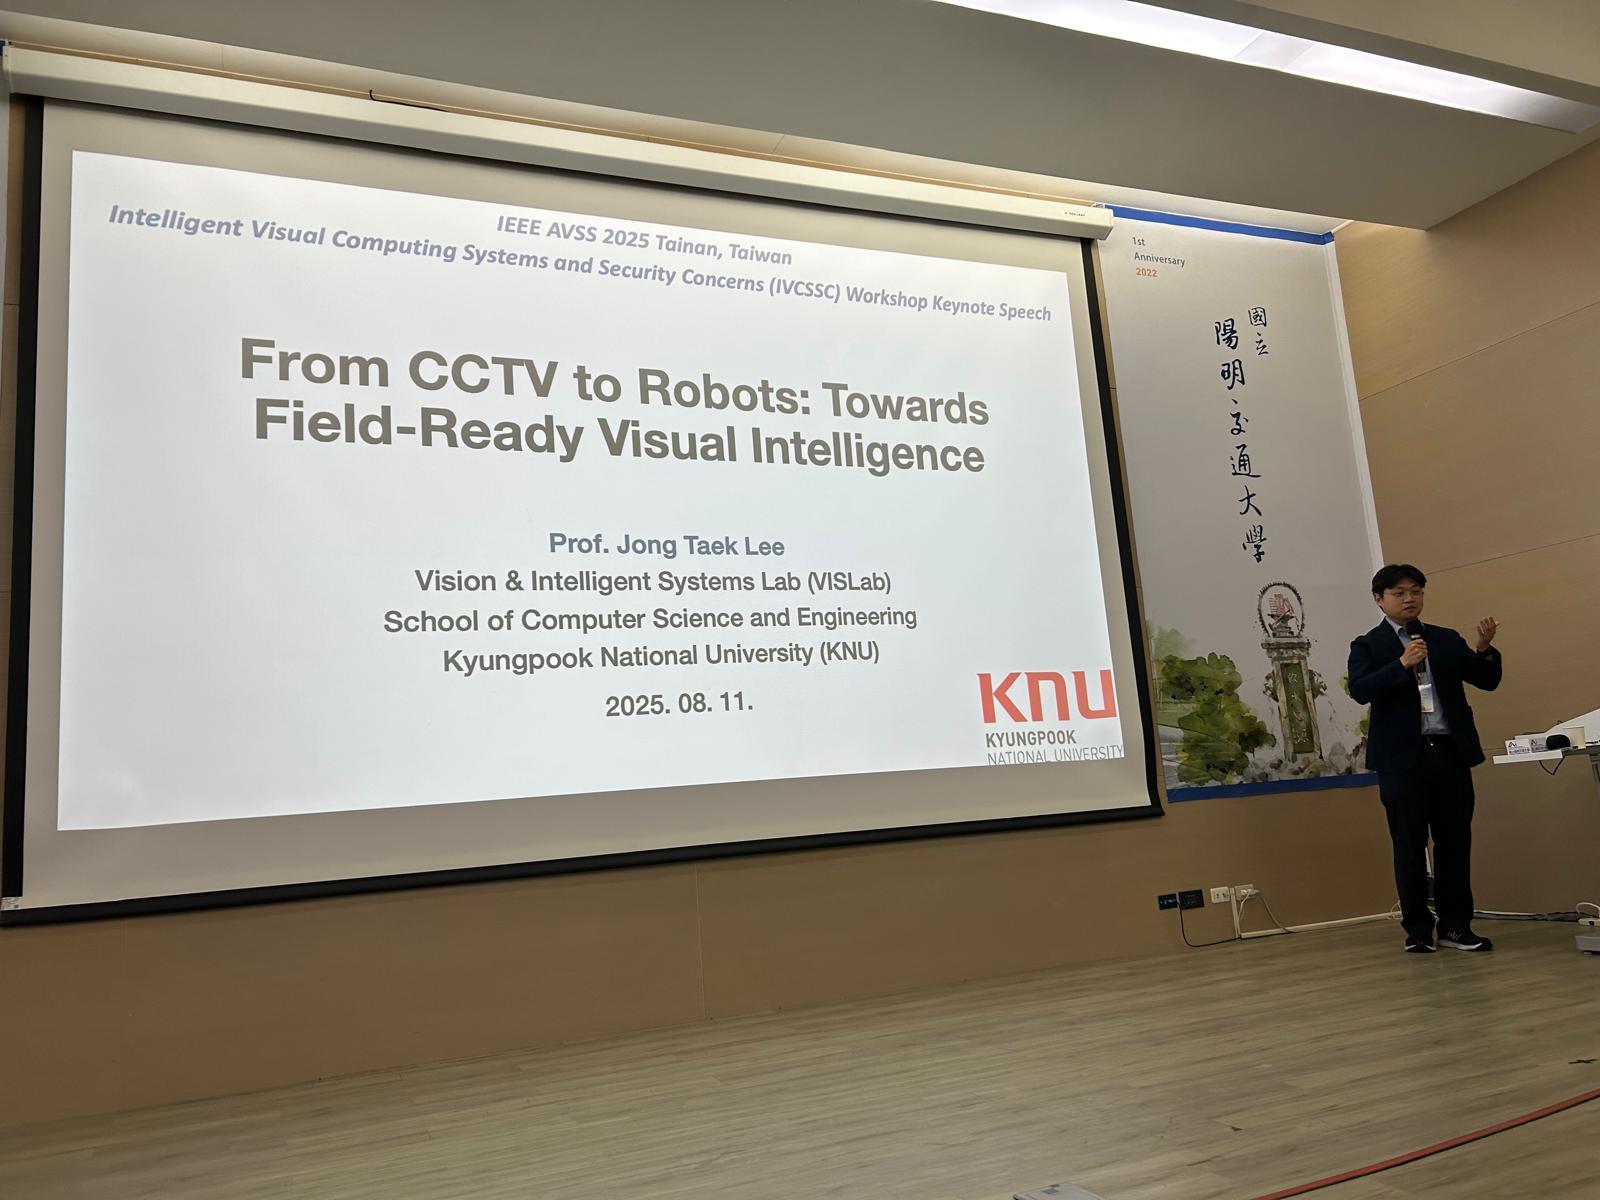 IEEE AVSS 2025 Tainan, Taiwan
Intelligent Visual Computing Systems and Security Concerns (IVCSSC) Workshop Keynote Speech
From CCTV to Robots: Towards
Field-Ready Visual Intelligence
Prof. Jong Taek Lee
Vision & Intelligent Systems Lab (VISLab)
School of Computer Science and Engineering
Kyungpook National University (KNU)
2025. 08. 11.
KNU
KYUNGPOOK
NATIONAL UNIVERSITY
1st
Anniversary
2022
國立
陽明交通大學